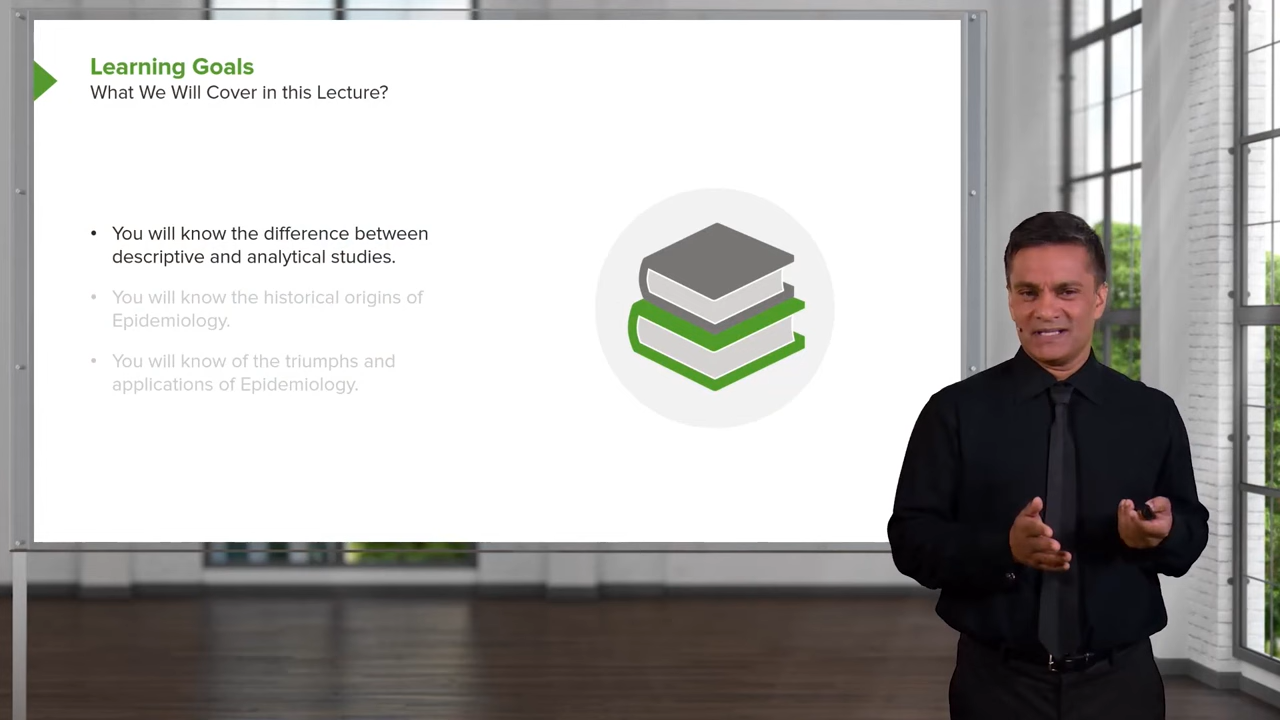 Learning Goals
What We Will Cover in this Lecture?
• You will know the difference between
descriptive and analytical studies.
• You will know the historical origins of
Epidemiology.
• You will know of the triumphs and
applications of Epidemiology.